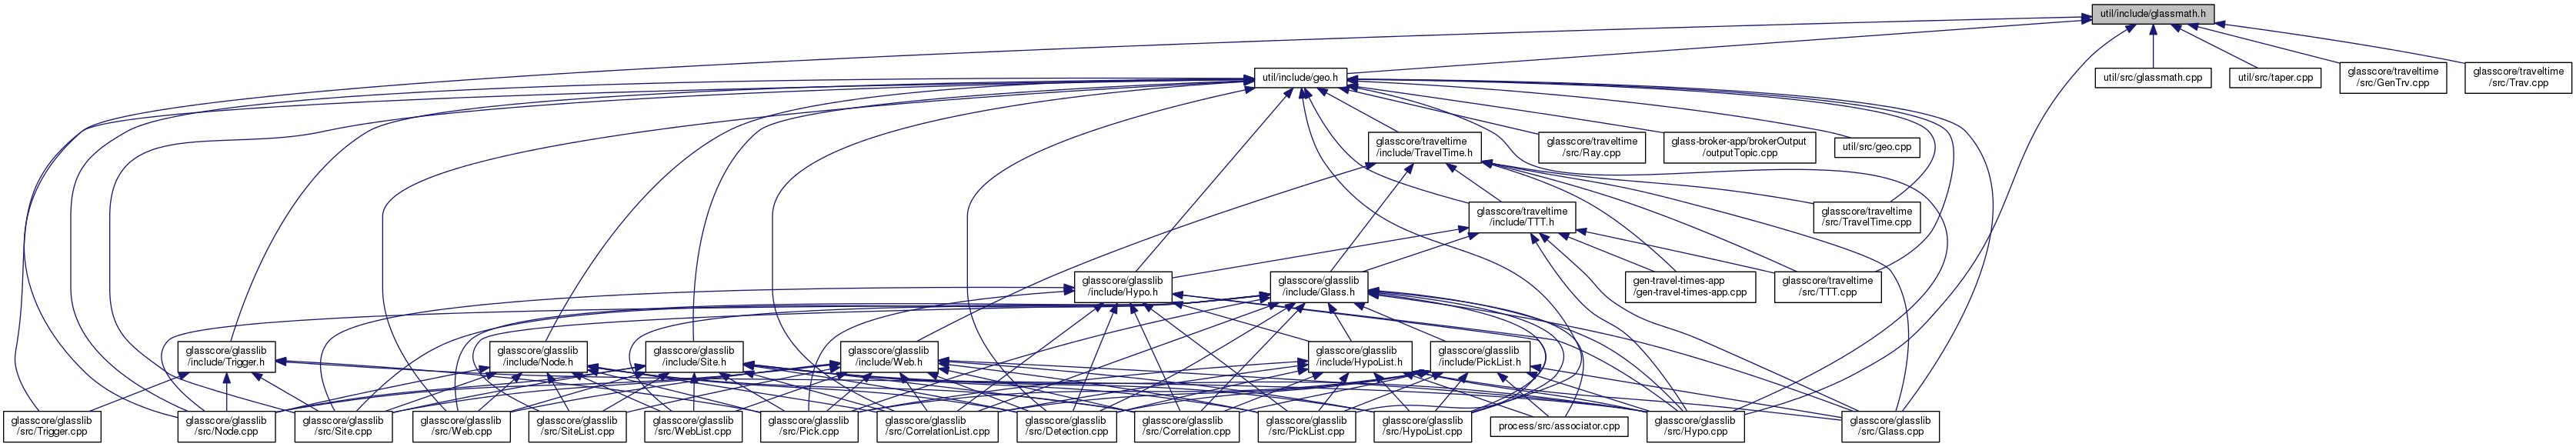 util/include/glassmath.h
util/include/geo.h
util/src/glassmath.cpp
util/src/taper.cpp
glasscore/traveltime
/src/GenTrv.cpp
glasscore/traveltime
/src/Trav.cpp
glasscore/traveltime
/include/TravelTime.h
glasscore/traveltime
/src/Ray.cpp
glass-broker-app/brokerOutput
/outputTopic.cpp
util/src/geo.cpp
glasscore/traveltime
/include/TTT.h
glasscore/traveltime
/src/TravelTime.cpp
glasscore/glasslib
/include/Hypo.h
glasscore/glasslib
/include/Glass.h
gen-travel-times-app
/gen-travel-times-app.cpp
glasscore/traveltime
/src/TTT.cpp
glasscore/glasslib
/include/Trigger.h
glasscore/glasslib
/include/Node.h
glasscore/glasslib
/include/Site.h
glasscore/glasslib
/include/Web.h
glasscore/glasslib
/include/HypoList.h
glasscore/glasslib
/include/PickList.h
glasscore/glasslib
/src/Trigger.cpp
glasscore/glasslib
/src/Node.cpp
glasscore/glasslib
/src/Site.cpp
glasscore/glasslib
/src/Web.cpp
glasscore/glasslib
/src/SiteList.cpp
glasscore/glasslib
/src/WebList.cpp
glasscore/glasslib
/src/Pick.cpp
glasscore/glasslib
/src/CorrelationList.cpp
glasscore/glasslib
/src/Detection.cpp
glasscore/glasslib
/src/Correlation.cpp
glasscore/glasslib
/src/PickList.cpp
glasscore/glasslib
/src/HypoList.cpp
process/src/associator.cpp
glasscore/glasslib
/src/Hypo.cpp
glasscore/glasslib
/src/Glass.cpp